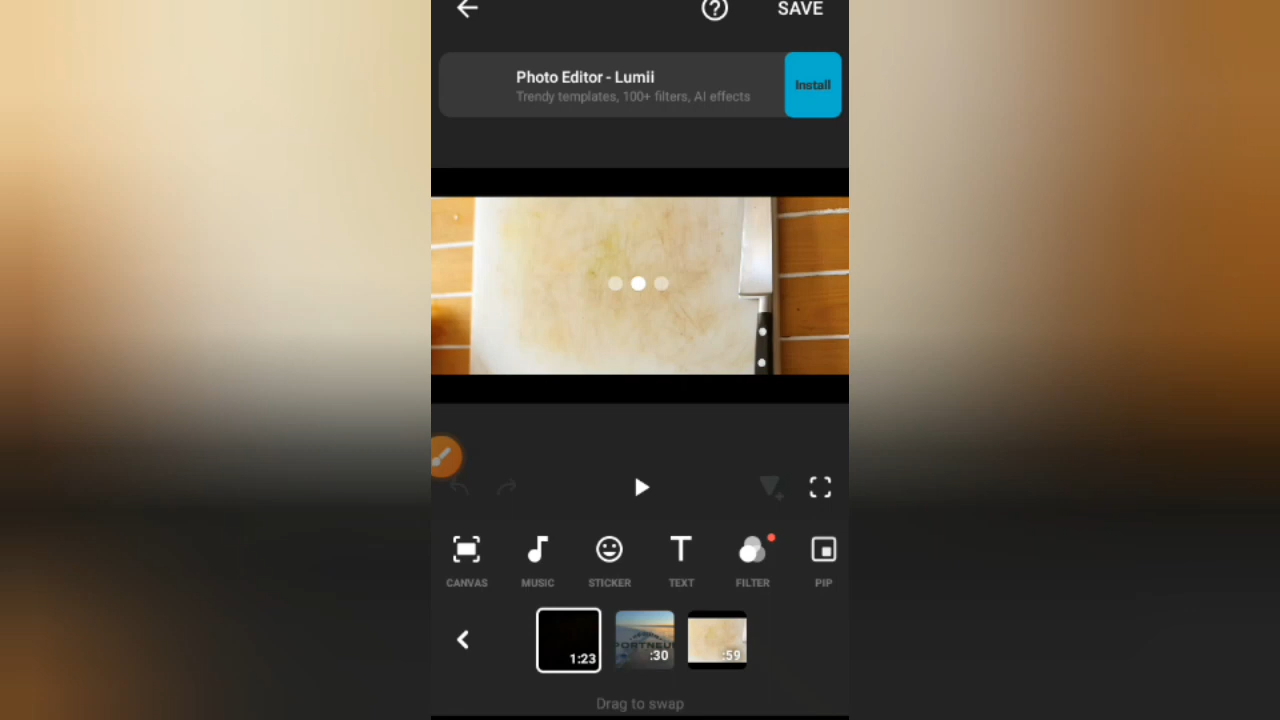 SAVE
Photo Editor - Lumii
Trendy templates, 100+ filters, AI effects
Install
CANVAS
MUSIC
STICKER
TEXT
FILTER
PIP
1:23
PORTNEU
:30
:59
Drag to swap